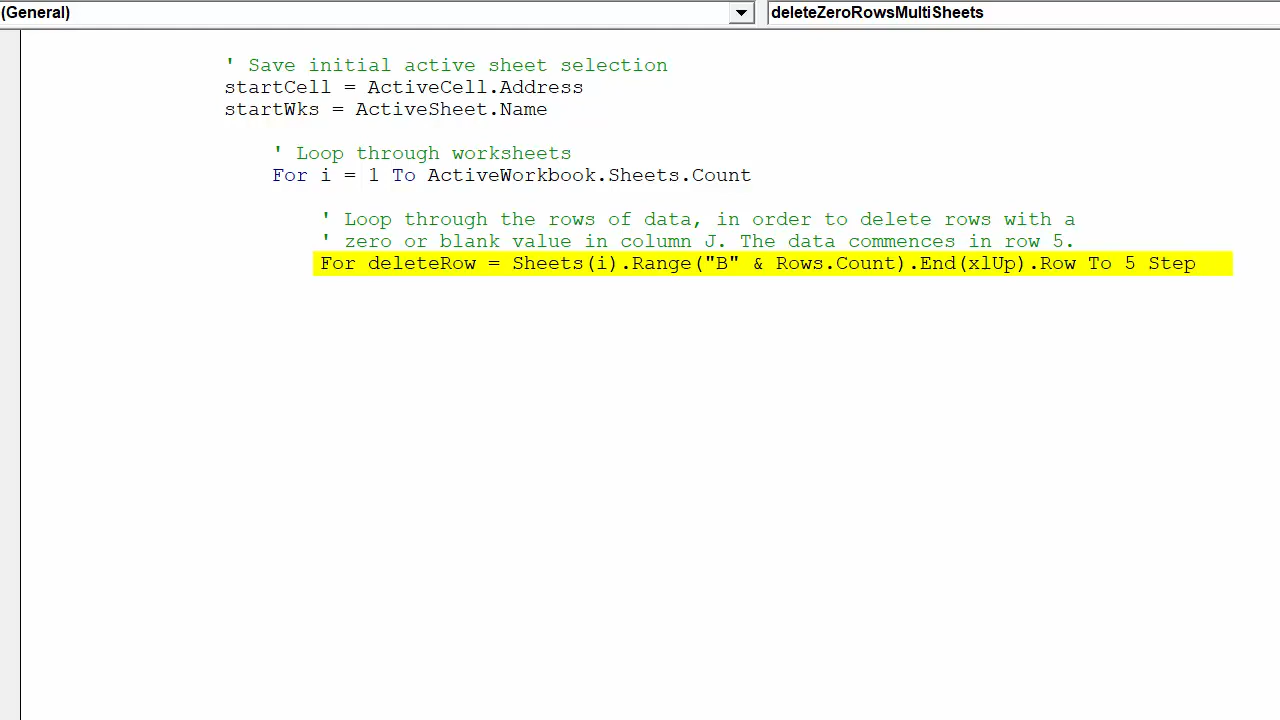 (General)
deleteZeroRowsMultiSheets
' Save initial active sheet selection
startCell = ActiveCell.Address
startWks = ActiveSheet.Name
' Loop through worksheets
For i = 1 To ActiveWorkbook.Sheets.Count
' Loop through the rows of data, in order to delete rows with a
' zero or blank value in column J. The data commences in row 5.
For deleteRow = Sheets(i).Range("B" & Rows.Count).End(xlUp).Row To 5 Step